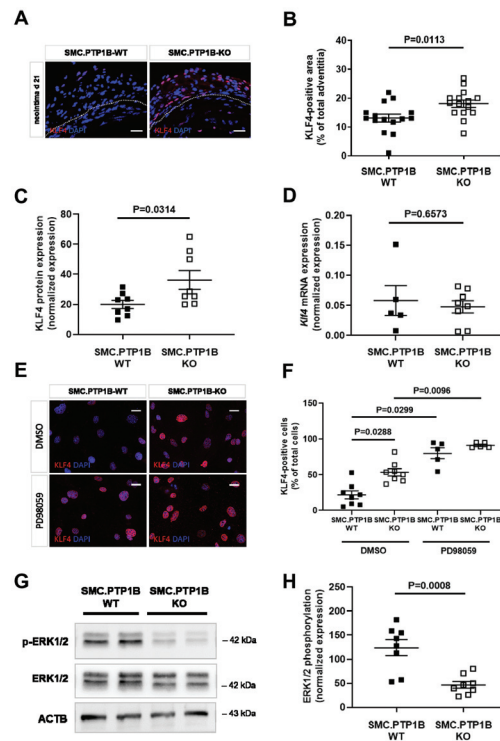 A
SMC.PTP1B-WT
SMC.PTP1B-KO
neointima d 21
KLF4 DAPI
KLF4 DAPI
B
P=0.0113
KLF4-positive area
(% of total adventitia)
40
30
20
10
0
SMC.PTP1B
WT
SMC.PTP1B
KO
C
P=0.0314
KLF4 protein expression
(normalized expression)
80
60
40
20
0
SMC.PTP1B
WT
SMC.PTP1B
KO
D
P=0.6573
Klf4 mRNA expression
(normalized expression)
0.20
0.15
0.10
0.05
0.00
SMC.PTP1B
WT
SMC.PTP1B
KO
E
SMC.PTP1B-WT
SMC.PTP1B-KO
DMSO
KLF4 DAPI
KLF4 DAPI
PD98059
KLF4 DAPI
KLF4 DAPI
F
P=0.0096
P=0.0299
P=0.0288
KLF4-positive cells
(% of total cells)
100
50
0
SMC.PTP1B
WT
SMC.PTP1B
KO
SMC.PTP1B
WT
SMC.PTP1B
KO
DMSO
PD98059
G
SMC.PTP1B
WT
SMC.PTP1B
KO
p-ERK1/2
– 42 kDa
ERK1/2
– 42 kDa
ACTB
– 43 kDa
H
P=0.0008
ERK1/2 phosphorylation
(normalized expression)
200
150
100
50
0
SMC.PTP1B
WT
SMC.PTP1B
KO